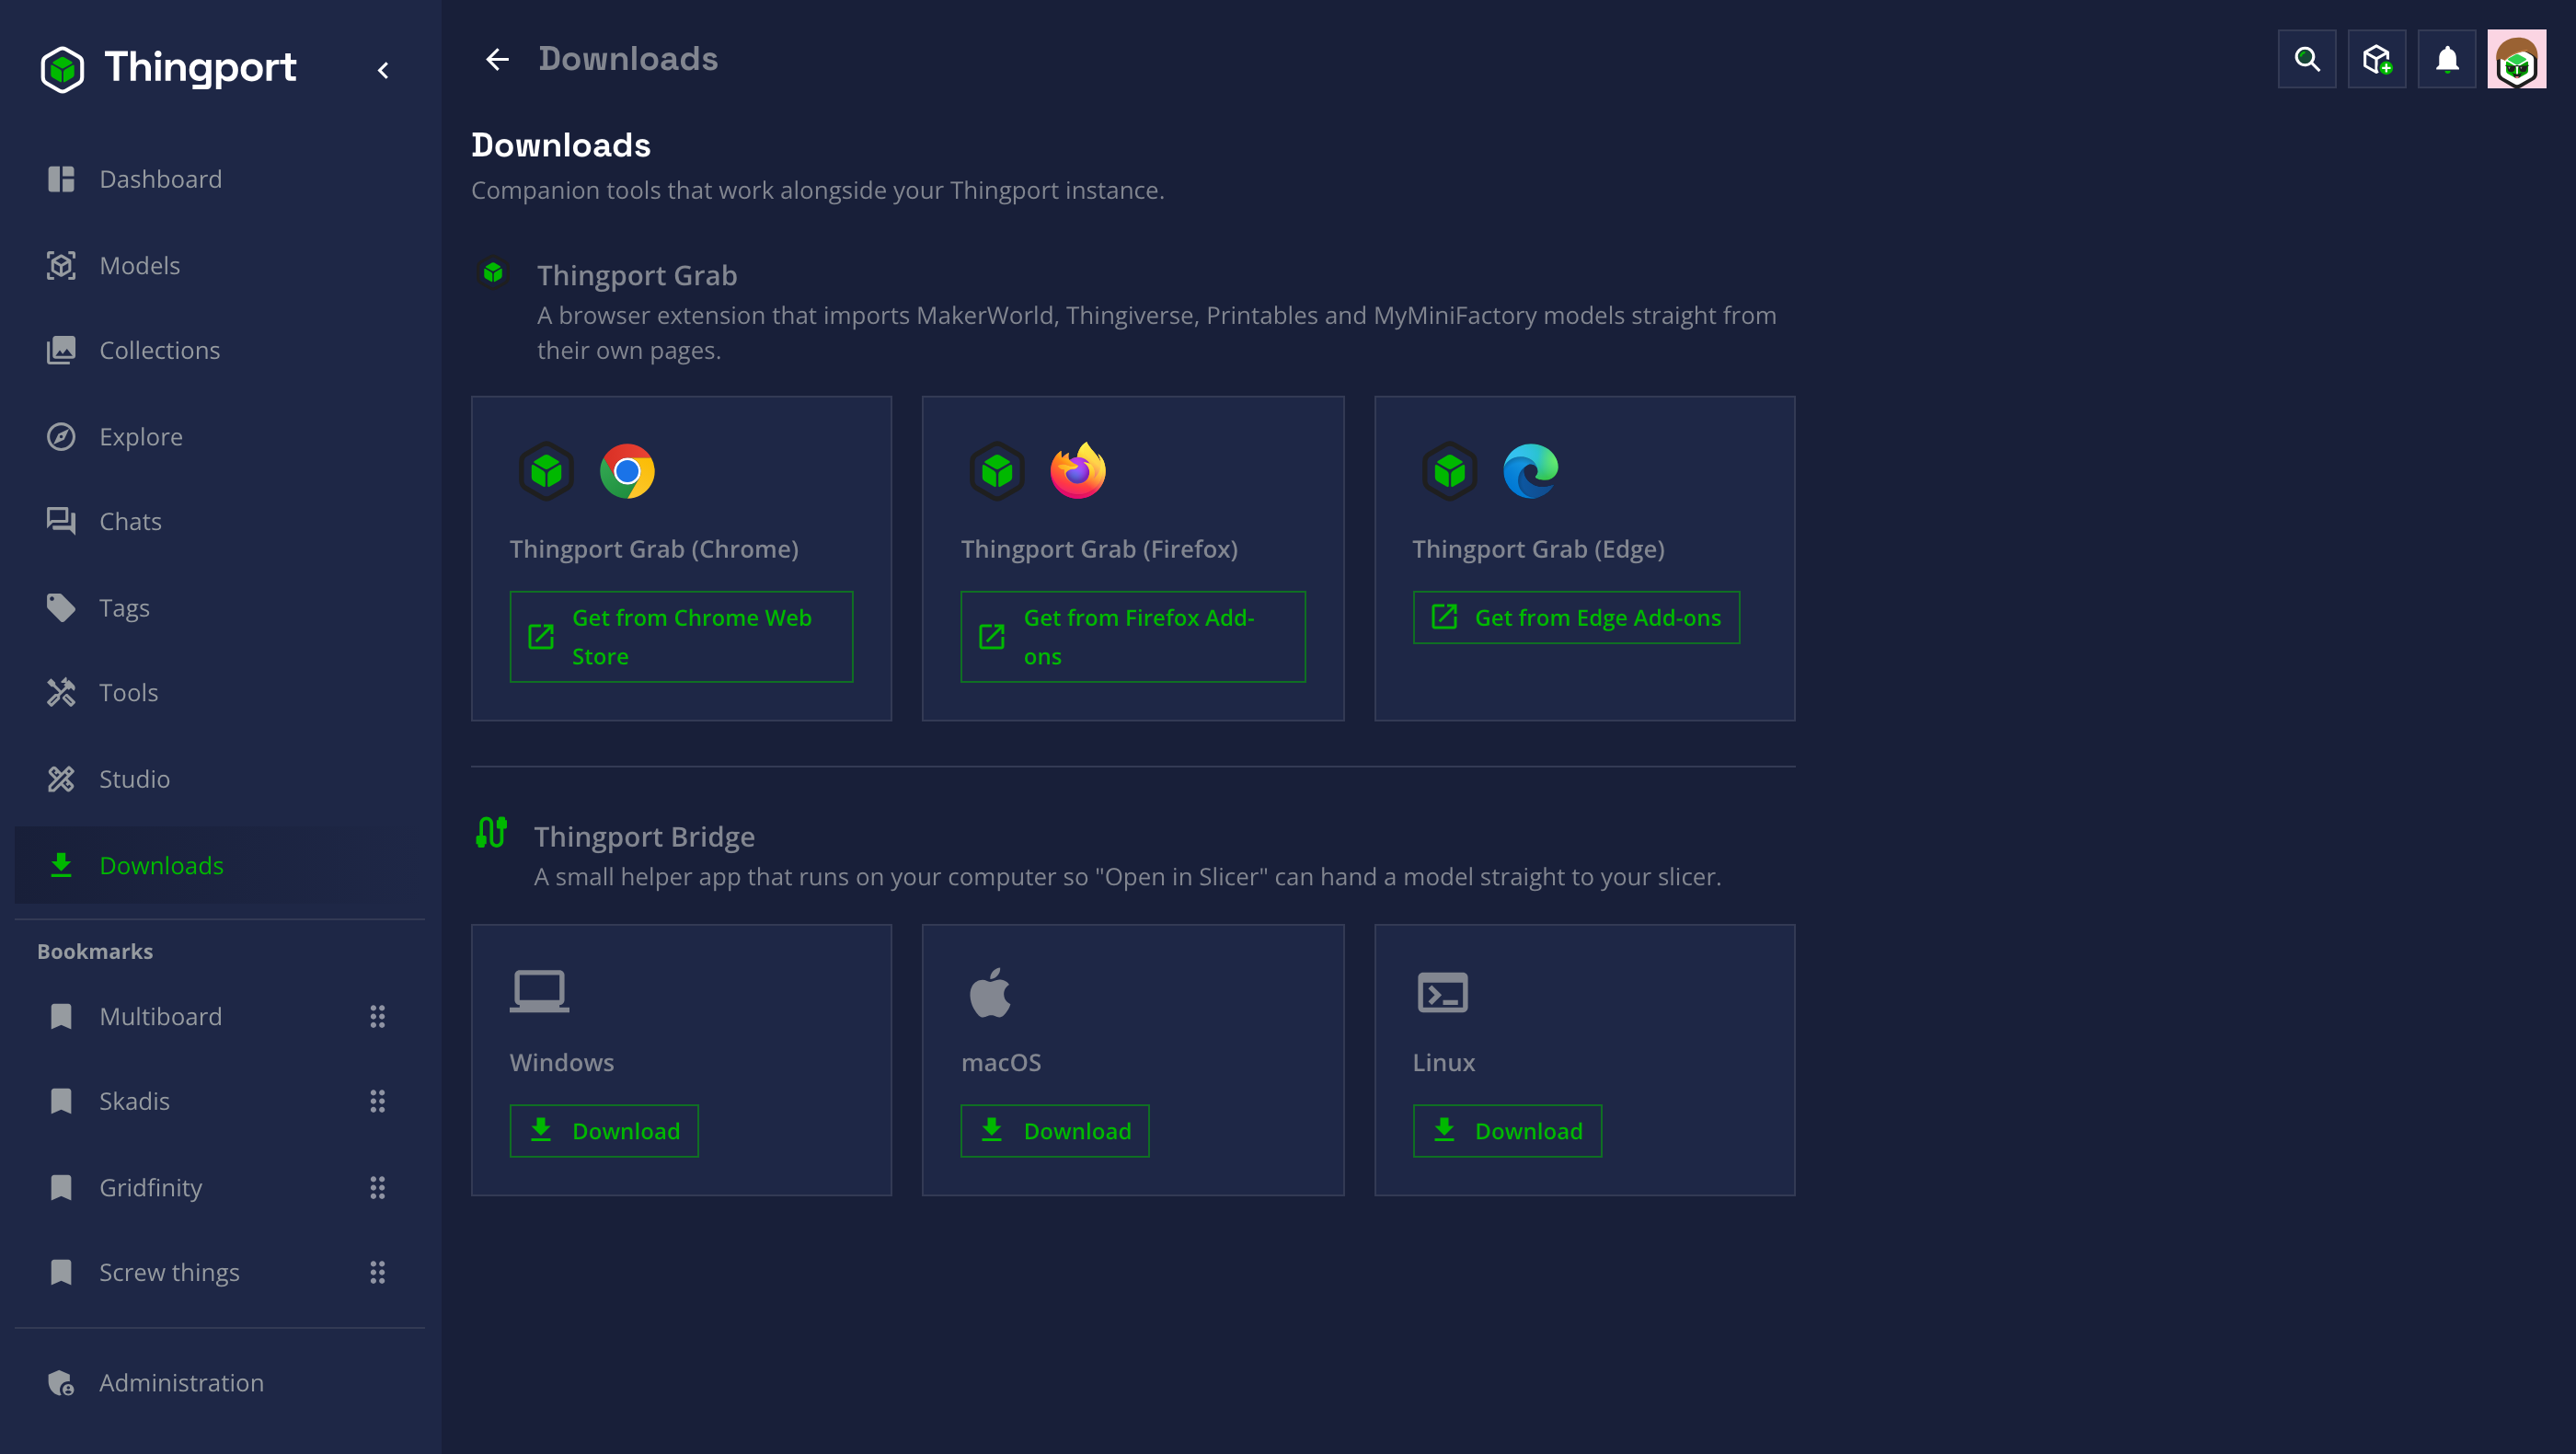 Thingport
Dashboard
Models
Collections
Explore
Chats
Tags
Tools
Studio
Downloads
Bookmarks
Multiboard
Skadis
Gridfinity
Screw things
Administration
Downloads
Downloads
Companion tools that work alongside your Thingport instance.
Thingport Grab
A browser extension that imports MakerWorld, Thingiverse, Printables and MyMiniFactory models straight from
their own pages.
Thingport Grab (Chrome)
Get from Chrome Web
Store
Thingport Grab (Firefox)
Get from Firefox Add-
ons
Thingport Grab (Edge)
Get from Edge Add-ons
Thingport Bridge
A small helper app that runs on your computer so "Open in Slicer" can hand a model straight to your slicer.
Windows
Download
macOS
Download
Linux
Download